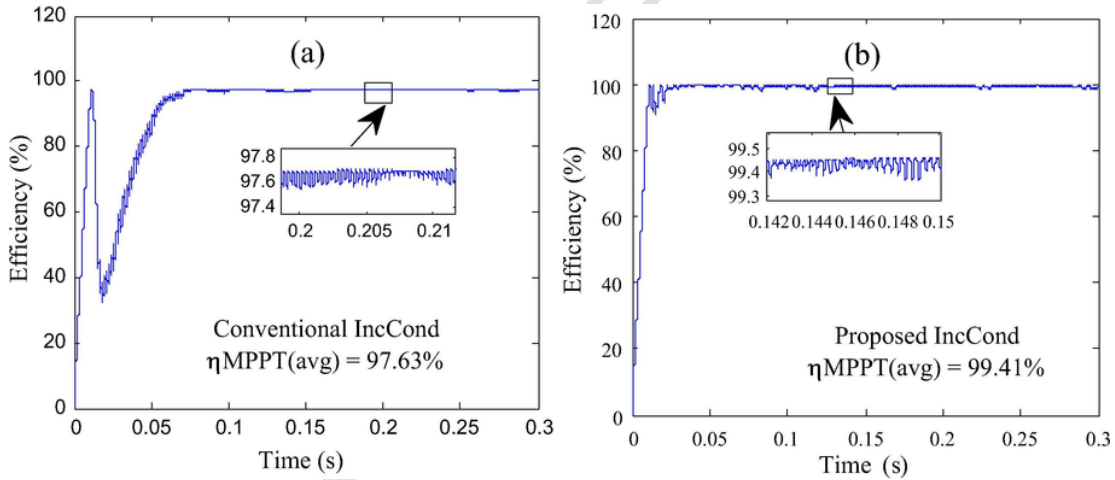 120
100
80
60
40
20
0
Efficiency (%)
(a)
97.8
97.6
97.4
0.2 0.205 0.21
Conventional IncCond
ηMPPT(avg) = 97.63%
0 0.05 0.1 0.15 0.2 0.25 0.3
Time (s)
120
100
80
60
40
20
0
Efficiency (%)
(b)
99.5
99.4
99.3
0.142 0.144 0.146 0.148 0.15
Proposed IncCond
ηMPPT(avg) = 99.41%
0 0.05 0.1 0.15 0.2 0.25 0.3
Time (s)